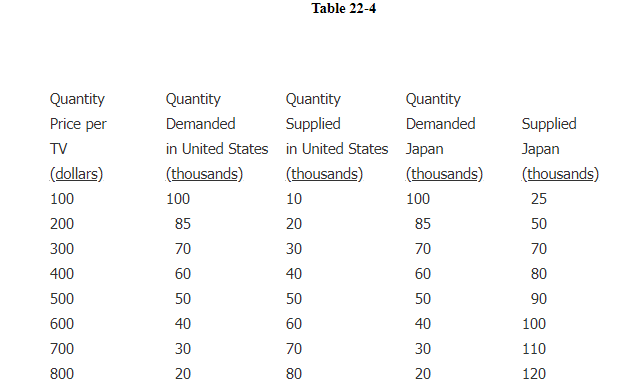 Table 22-4
Quantity Quantity Quantity Quantity
Price per Demanded Supplied Demanded Supplied
TV in United States in United States Japan Japan
(dollars) (thousands) (thousands) (thousands) (thousands)
100 100 10 100 25
200 85 20 85 50
300 70 30 70 70
400 60 40 60 80
500 50 50 50 90
600 40 60 40 100
700 30 70 30 110
800 20 80 20 120